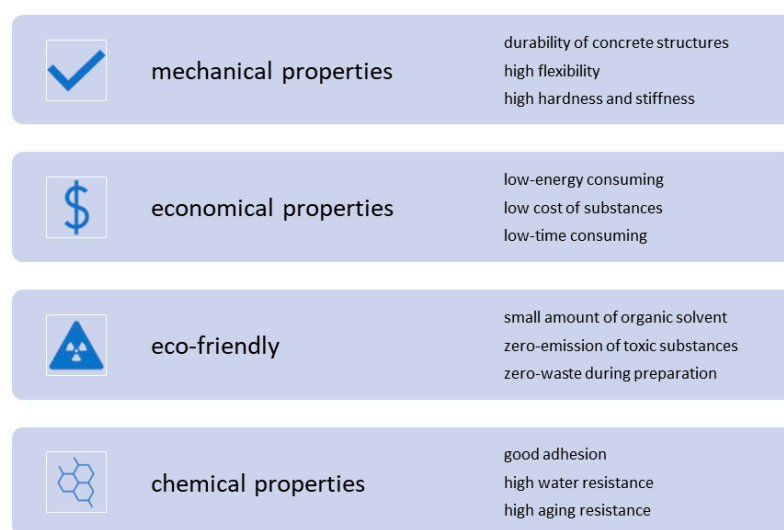 mechanical properties
durability of concrete structures
high flexibility
high hardness and stiffness
$
economical properties
low-energy consuming
low cost of substances
low-time consuming
eco-friendly
small amount of organic solvent
zero-emission of toxic substances
zero-waste during preparation
chemical properties
good adhesion
high water resistance
high aging resistance